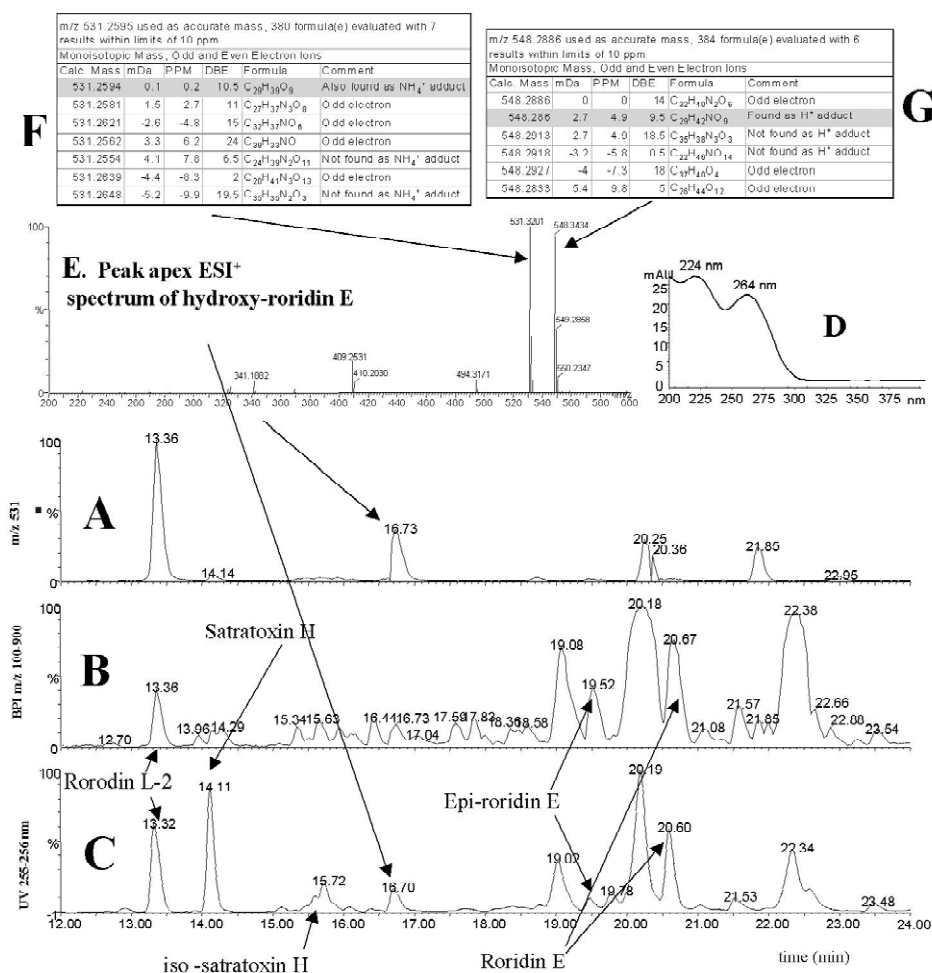 F
m/z 531.2595 used as accurate mass, 380 formula(e) evaluated with 7
results within limits of 10 ppm
Monoisotopic Mass, Odd and Even Electron Ions
Calc. Mass mDa PPM DBE Formula Comment
531.2594 0.1 0.2 10.5 C29H39O9 Also found as NH4+ adduct
531.2581 1.5 2.7 11 C27H37N3O8 Odd electron
531.2621 -2.6 -4.8 15 C32H37NO6 Odd electron
531.2562 3.3 6.2 24 Odd electron
531.2554 4.1 7.8 6.5 C24H39N2O11 Not found as NH4+ adduct
531.2639 -4.4 -8.3 2 Odd electron
531.2648 -5.2 -9.9 19.5 Not found as NH4+ adduct
G
m/z 548.2886 used as accurate mass, 384 formula(e) evaluated with 6
results within limits of 10 ppm
Monoisotopic Mass, Odd and Even Electron Ions
Calc. Mass mDa PPM DBE Formula Comment
548.2886 0 0 14 Odd electron
548.286 2.7 4.9 9.5 C29H42NO9 Found as H+ adduct
548.2913 2.7 4.9 18.5 C35H38N3O3 Not found as H+ adduct
548.2918 -3.2 -5.8 0.5 Not found as H+ adduct
548.2927 -4 -7.3 18 Odd electron
548.2833 5.4 9.8 5 Odd electron
E. Peak apex ESI+
spectrum of hydroxy-roridin E
100
%
0
531.3201
548.3434
549.2858
550.2347
409.2531
410.2030
341.1882
494.3171
200 220 240 260 280 300 320 340 360 380 400 420 440 460 480 500 520 540 560 580 600
D
mAU
224 nm
264 nm
25
20
15
10
5
0
200 225 250 275 300 325 350 375 nm
A
m/z 531
100
%
0
13.36
14.14
16.73
20.25
20.36
21.85
22.95
B
BPI m/z 100-900
100
%
0
Satratoxin H
12.70
13.36
13.96
14.29
15.34
15.63
16.44
16.73
17.04
17.59
17.83
18.36
18.58
19.08
19.52
20.18
20.67
21.08
21.57
21.85
22.38
22.66
22.80
23.54
Rorodin L-2
Epi-roridin E
C
UV 255-256 nm
100
%
-1
13.32
14.11
15.72
16.70
19.02
19.78
20.19
20.60
21.53
22.34
23.48
12.00 13.00 14.00 15.00 16.00 17.00 18.00 19.00 20.00 21.00 22.00 23.00 24.00
iso -satratoxin H
Roridin E
time (min)